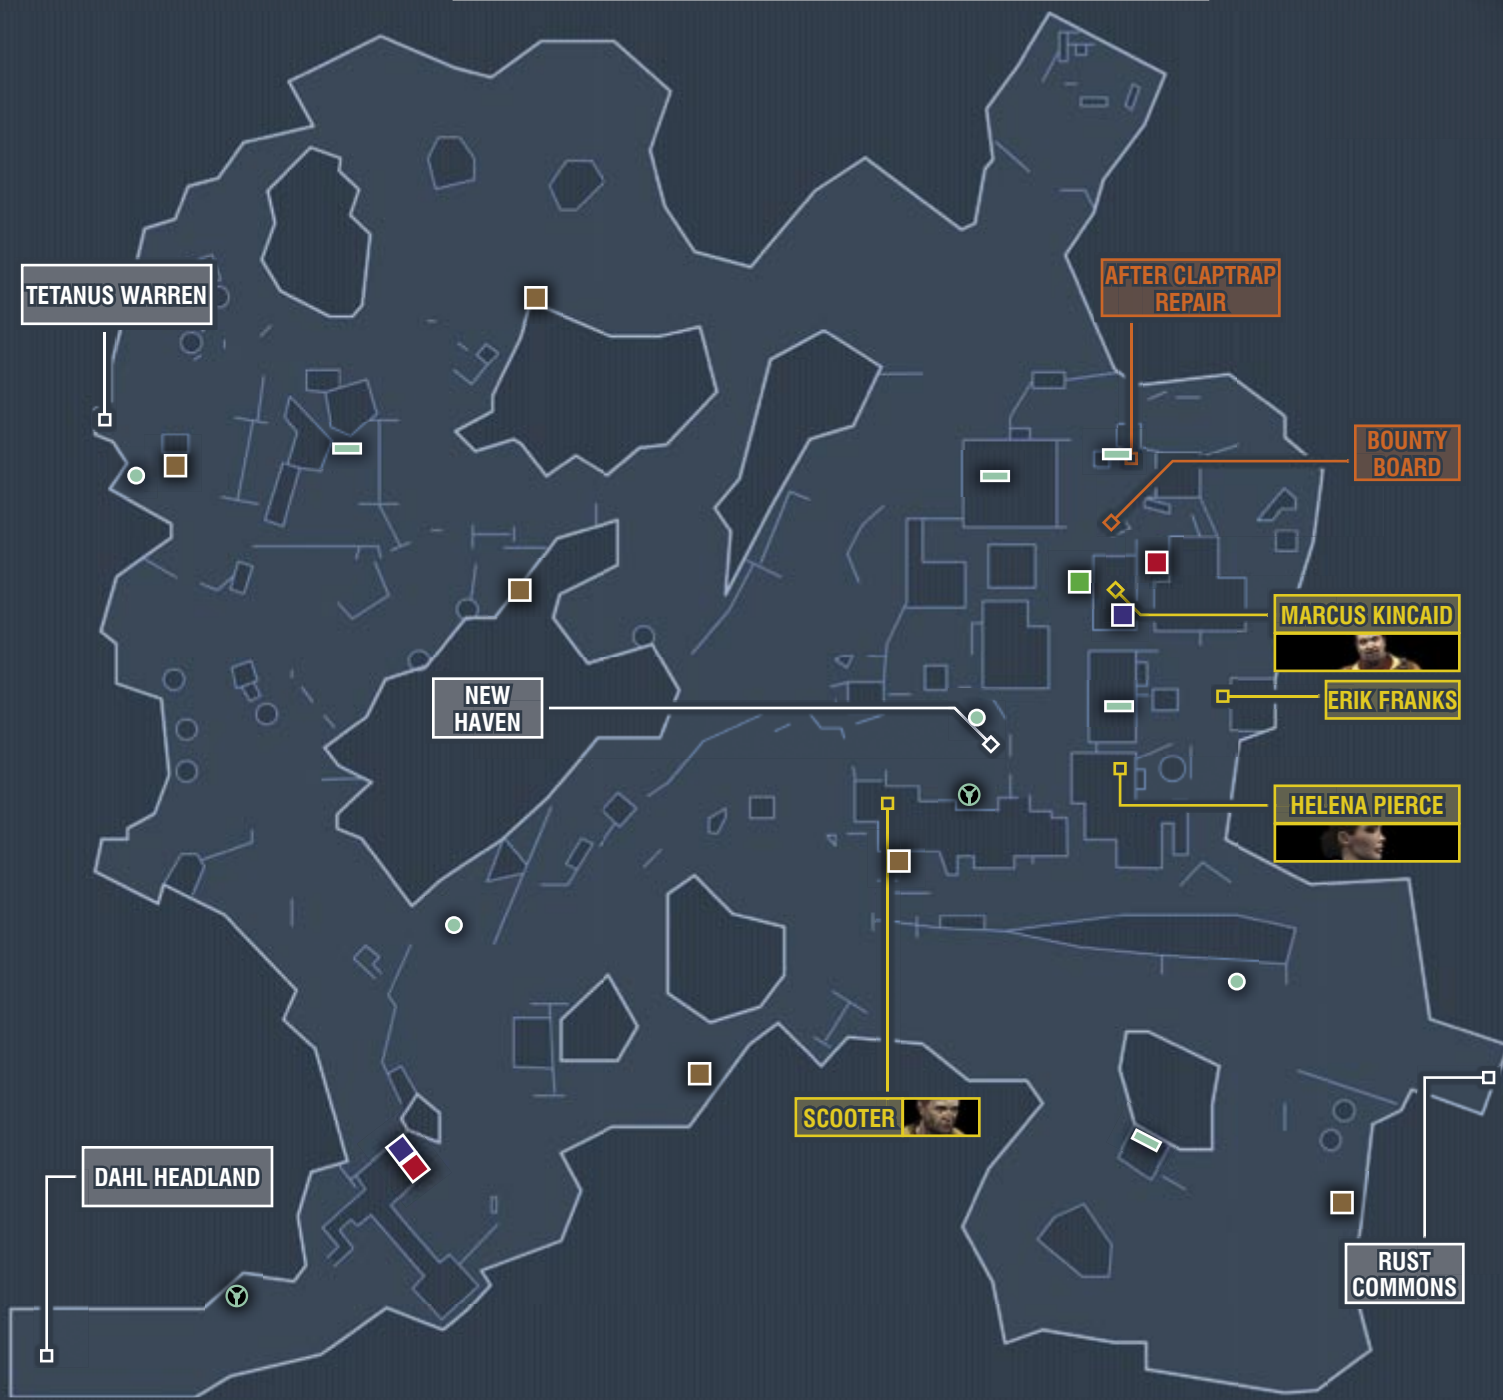 AFTER CLAPTRAP
REPAIR
TETANUS WARREN
BOUNTY
BOARD
MARCUS KINCAID
NEW
HAVEN
ERIK FRANKS
HELENA PIERCE
SCOOTER
DAHL HEADLAND
RUST
COMMONS